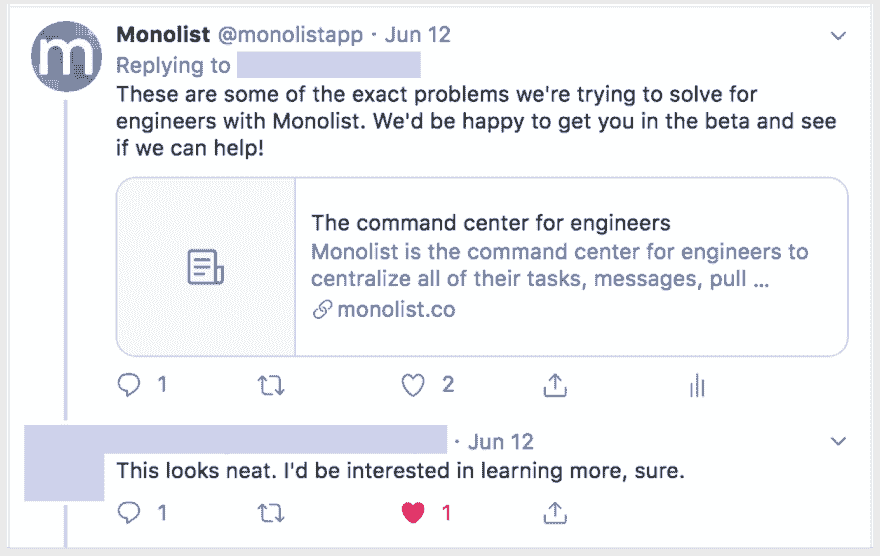 Monolist @monolistapp · Jun 12
Replying to
These are some of the exact problems we're trying to solve for
engineers with Monolist. We'd be happy to get you in the beta and see
if we can help!
The command center for engineers
Monolist is the command center for engineers to
centralize all of their tasks, messages, pull ...
monolist.co
1 2
· Jun 12
This looks neat. I'd be interested in learning more, sure.
1 1